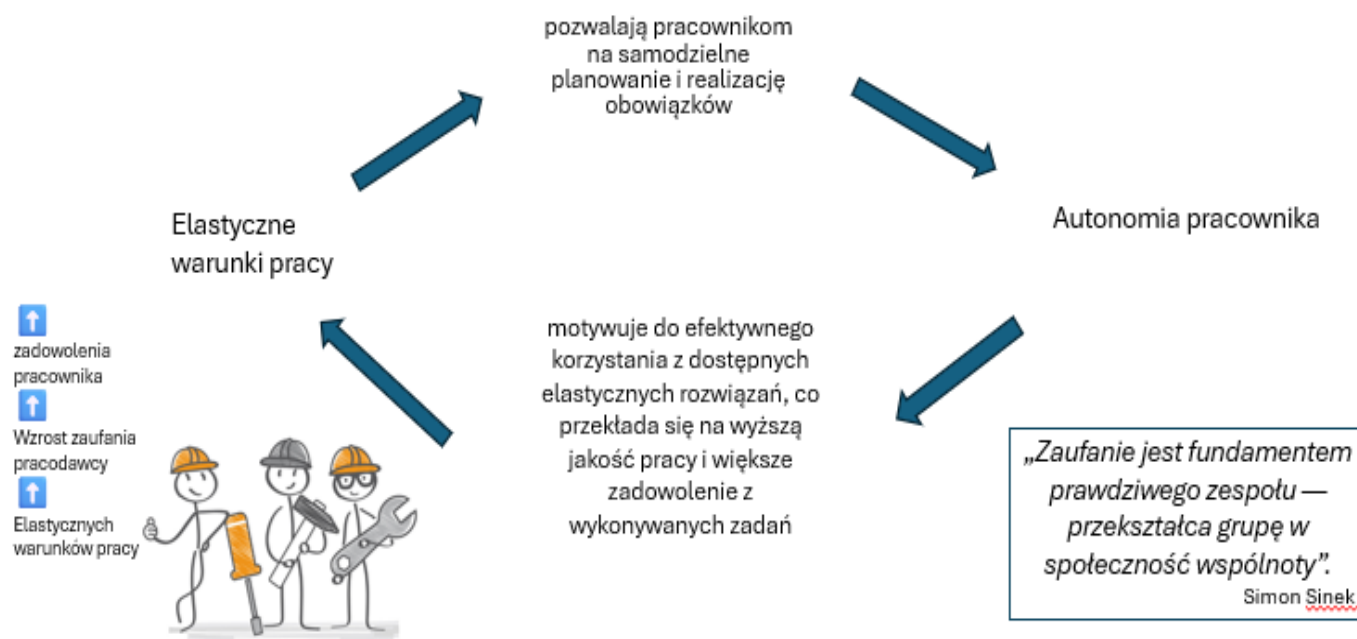 pozwalają pracownikom
na samodzielne
planowanie i realizację
obowiązków
Elastyczne
warunki pracy
Autonomia pracownika
zadowolenia
pracownika
Wzrost zaufania
pracodawcy
Elastycznych
warunków pracy
motywuje do efektywnego
korzystania z dostępnych
elastycznych rozwiązań, co
przekłada się na wyższą
jakość pracy i większe
zadowolenie z
wykonywanych zadań
„Zaufanie jest fundamentem
prawdziwego zespołu —
przekształca grupę w
społeczność wspólnoty”.
Simon Sinek